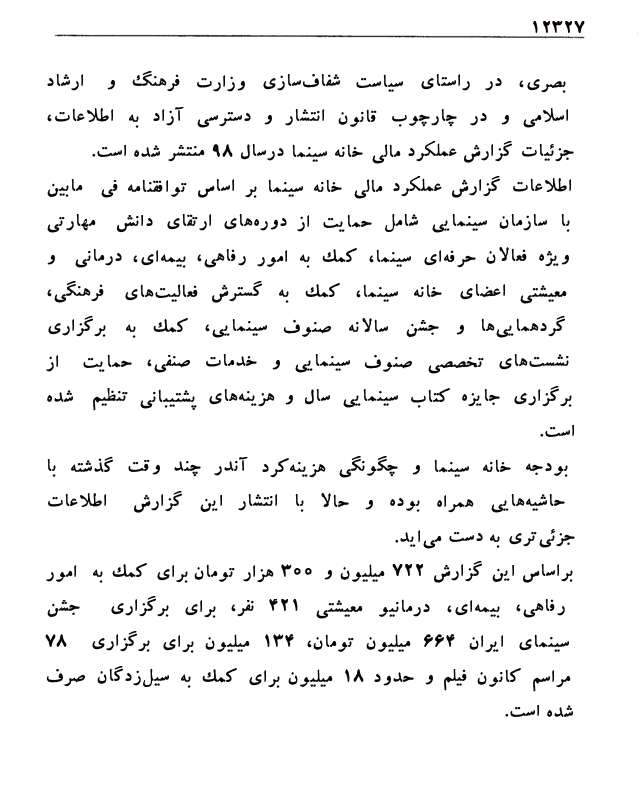 ۱۲۳۲۷
بصری، در راستای سیاست شفاف‌سازی وزارت فرهنگ و ارشاد
اسلامی و در چارچوب قانون انتشار و دسترسی آزاد به اطلاعات،
جزئیات گزارش عملکرد مالی خانه سینما درسال ۹۸ منتشر شده است.
اطلاعات گزارش عملکرد مالی خانه سینما بر اساس توافقنامه فی مابین
با سازمان سینمایی شامل حمایت از دوره‌های ارتقای دانش مهارتی
ویژه فعالان حرفه‌ای سینما، کمک به امور رفاهی، بیمه‌ای، درمانی و
معیشتی اعضای خانه سینما، کمک به گسترش فعالیت‌های فرهنگی،
گردهمایی‌ها و جشن سالانه صنوف سینمایی، کمک به برگزاری
نشست‌های تخصصی صنوف سینمایی و خدمات صنفی، حمایت از
برگزاری جایزه کتاب سینمایی سال و هزینه‌های پشتیبانی تنظیم شده
است.
بودجه خانه سینما و چگونگی هزینه‌کرد آندر چند وقت گذشته با
حاشیه‌هایی همراه بوده و حالا با انتشار این گزارش اطلاعات
جزئی‌تری به دست می‌اید.
براساس این گزارش ۷۲۲ میلیون و ۳۰۰ هزار تومان برای کمک به امور
رفاهی، بیمه‌ای، درمانیو معیشتی ۴۲۱ نفر، برای برگزاری جشن
سینمای ایران ۶۶۴ میلیون تومان، ۱۳۴ میلیون برای برگزاری ۷۸
مراسم کانون فیلم و حدود ۱۸ میلیون برای کمک به سیل‌زدگان صرف
شده است.